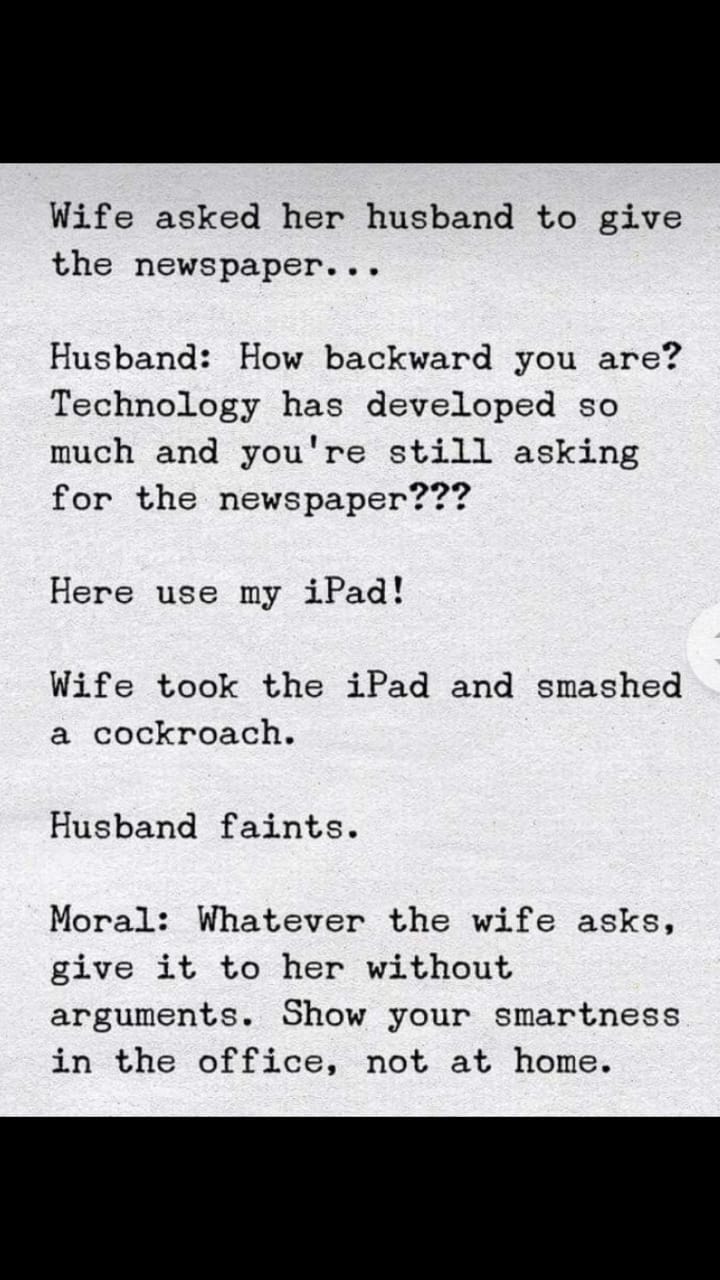 Wife asked her husband to give
the newspaper...
Husband: How backward you are?
Technology has developed so
much and you're still asking
for the newspaper???
Here use my iPad!
Wife took the iPad and smashed
a cockroach.
Husband faints.
Moral: Whatever the wife asks,
give it to her without
arguments. Show your smartness
in the office, not at home.